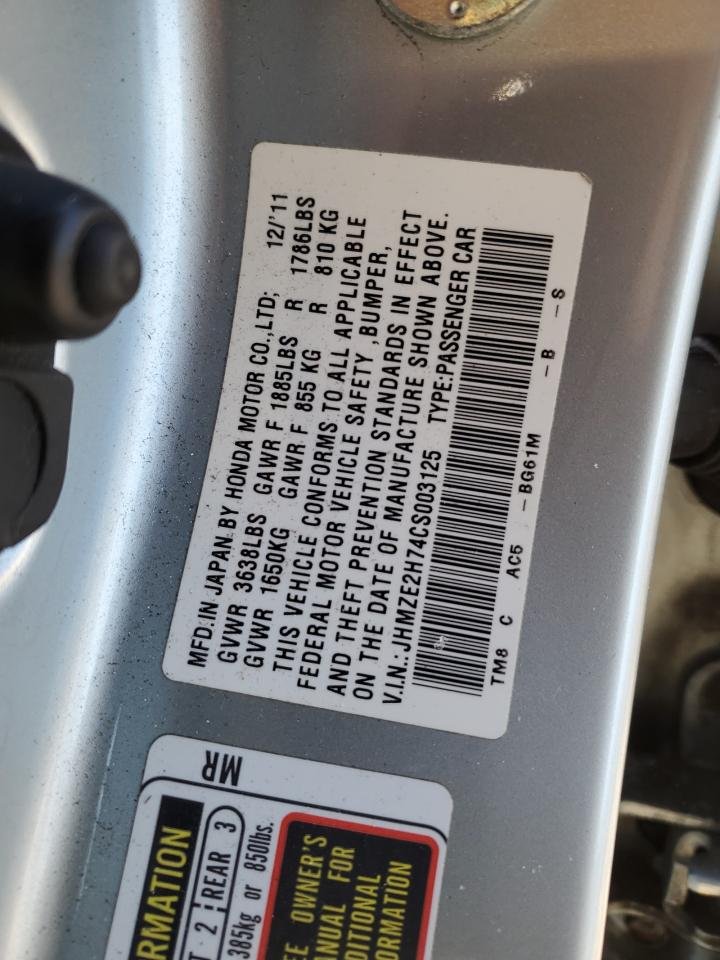 MFD.IN JAPAN BY HONDA MOTOR CO.,LTD; 12/'11
GVWR 3638LBS GAWR F 1885LBS R 1786LBS
GVWR 1650KG GAWR F 855 KG R 810 KG
THIS VEHICLE CONFORMS TO ALL APPLICABLE
FEDERAL MOTOR VEHICLE SAFETY ,BUMPER,
AND THEFT PREVENTION STANDARDS IN EFFECT
ON THE DATE OF MANUFACTURE SHOWN ABOVE.
V.IN.:JHMZE2H74CS003125 TYPE:PASSENGER CAR
TM8 C AC5 -BG61M -B -S
MR
RMATION
T 2 REAR 3
385kg or 850lbs.
EE OWNER'S
ANUAL FOR
DITIONAL
ORMATION